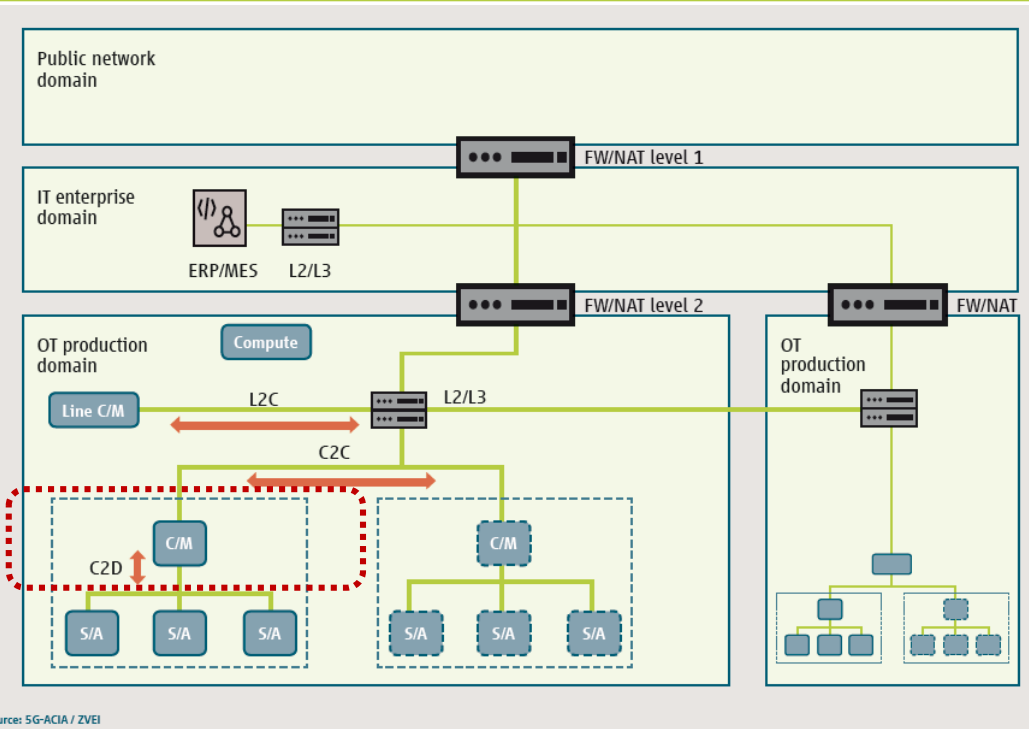 Public network
domain
FW/NAT level 1
IT enterprise
domain
ERP/MES
L2/L3
FW/NAT level 2
FW/NAT
OT production
domain
Compute
OT
production
domain
Line C/M
L2C
L2/L3
C2C
C/M
C/M
C2D
S/A
S/A
S/A
S/A
S/A
S/A
urce: 5G-ACIA / ZVEI